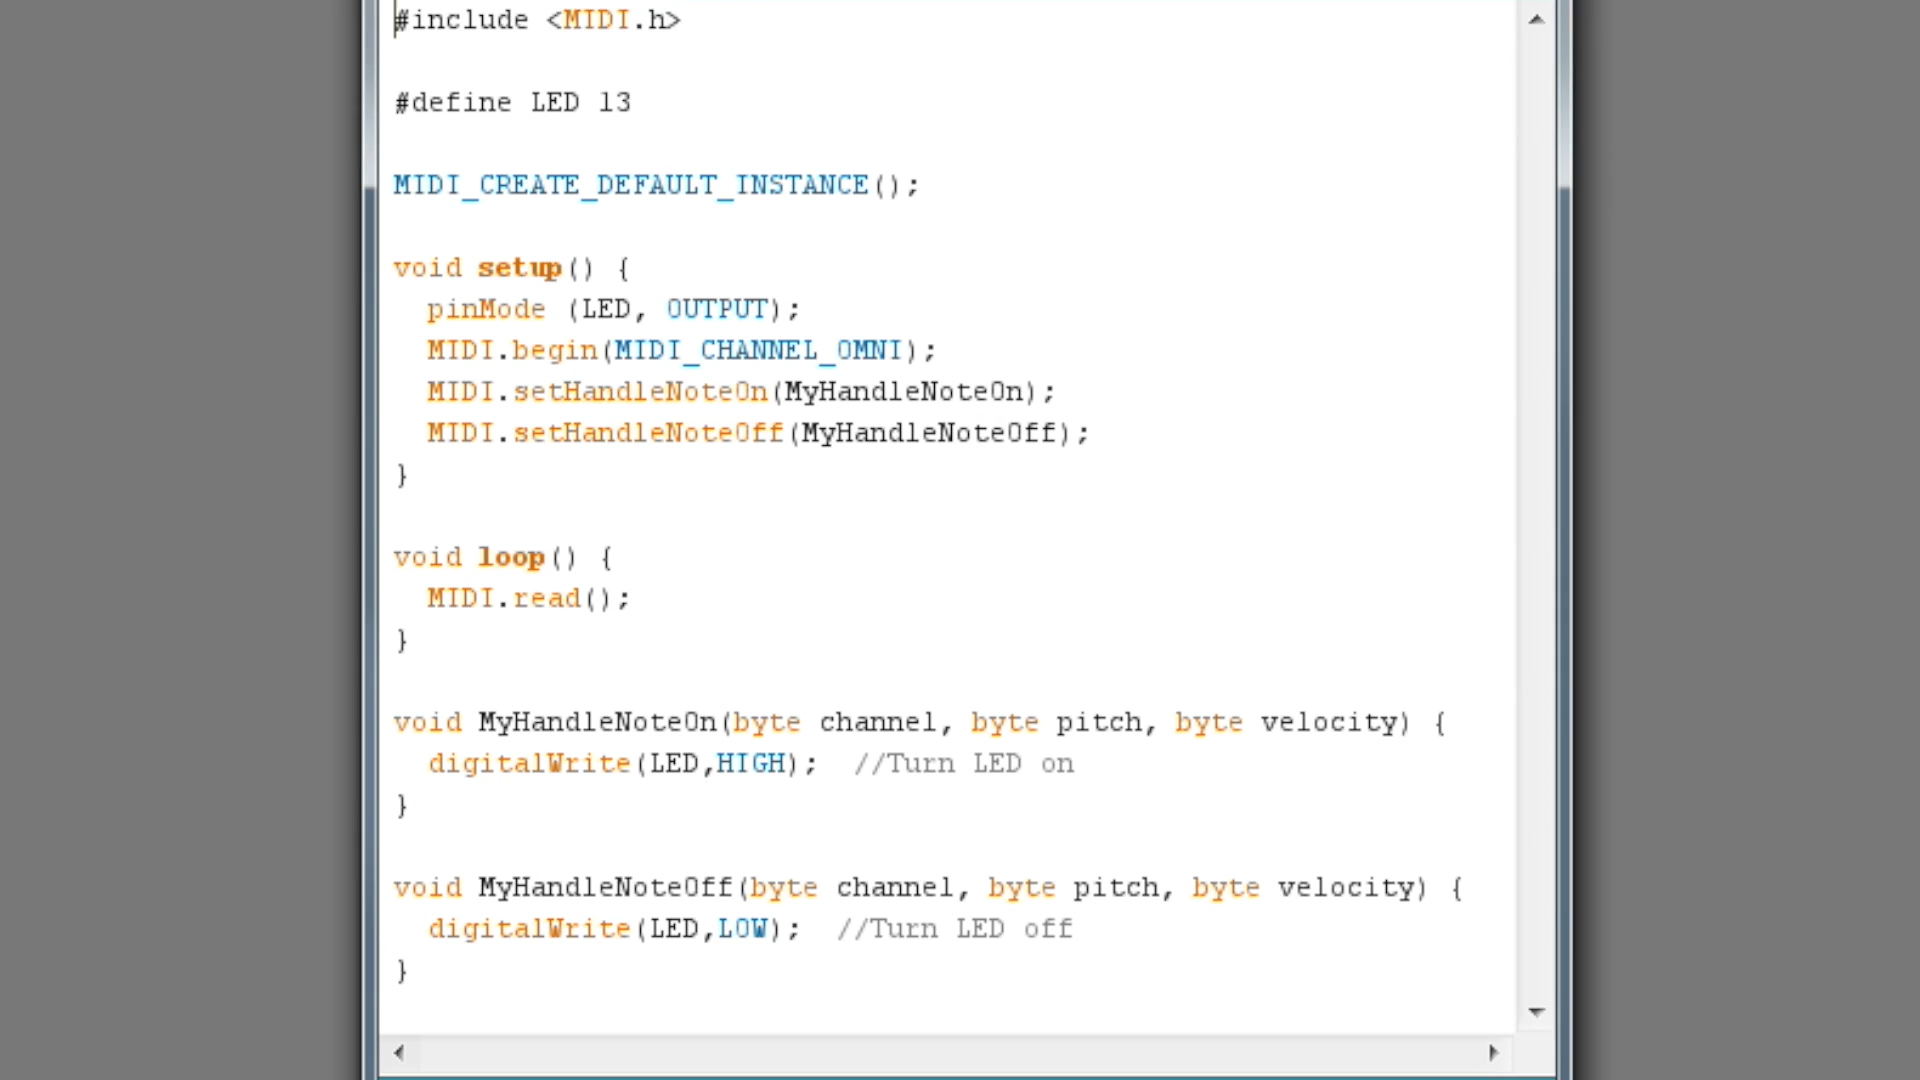 #include <MIDI.h>
#define LED 13
MIDI_CREATE_DEFAULT_INSTANCE();
void setup() {
  pinMode (LED, OUTPUT);
  MIDI.begin(MIDI_CHANNEL_OMNI);
  MIDI.setHandleNoteOn(MyHandleNoteOn);
  MIDI.setHandleNoteOff(MyHandleNoteOff);
}
void loop() {
  MIDI.read();
}
void MyHandleNoteOn(byte channel, byte pitch, byte velocity) {
  digitalWrite(LED,HIGH);  //Turn LED on
}
void MyHandleNoteOff(byte channel, byte pitch, byte velocity) {
  digitalWrite(LED,LOW);  //Turn LED off
}